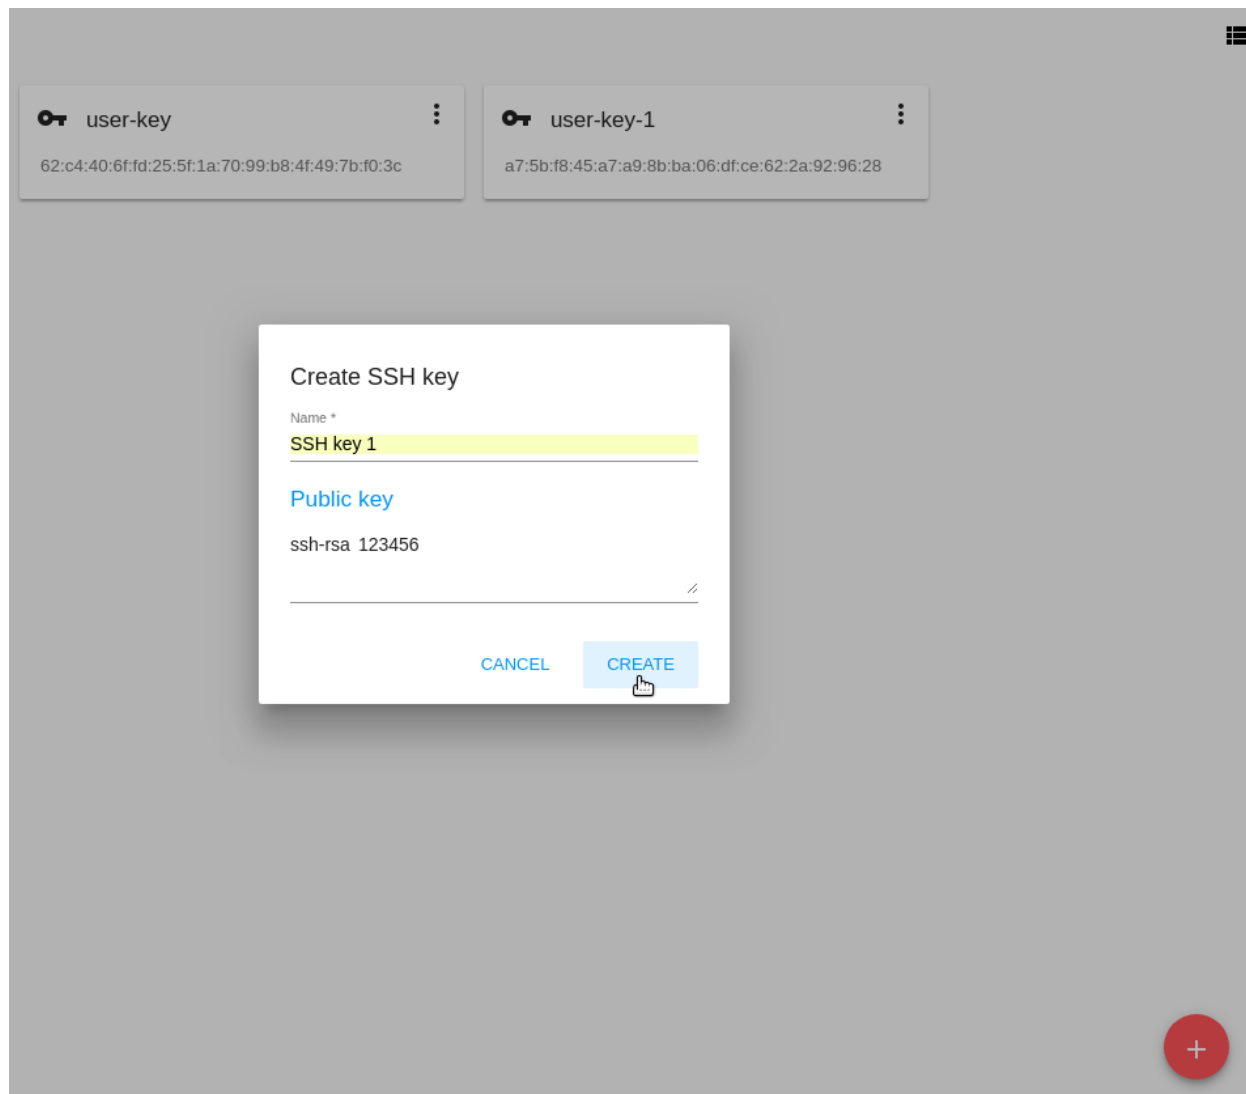 user-key
62:c4:40:6f:fd:25:5f:1a:70:99:b8:4f:49:7b:f0:3c
user-key-1
a7:5b:f8:45:a7:a9:8b:ba:06:df:ce:62:2a:92:96:28
Create SSH key
Name *
SSH key 1
Public key
ssh-rsa 123456
CANCEL CREATE